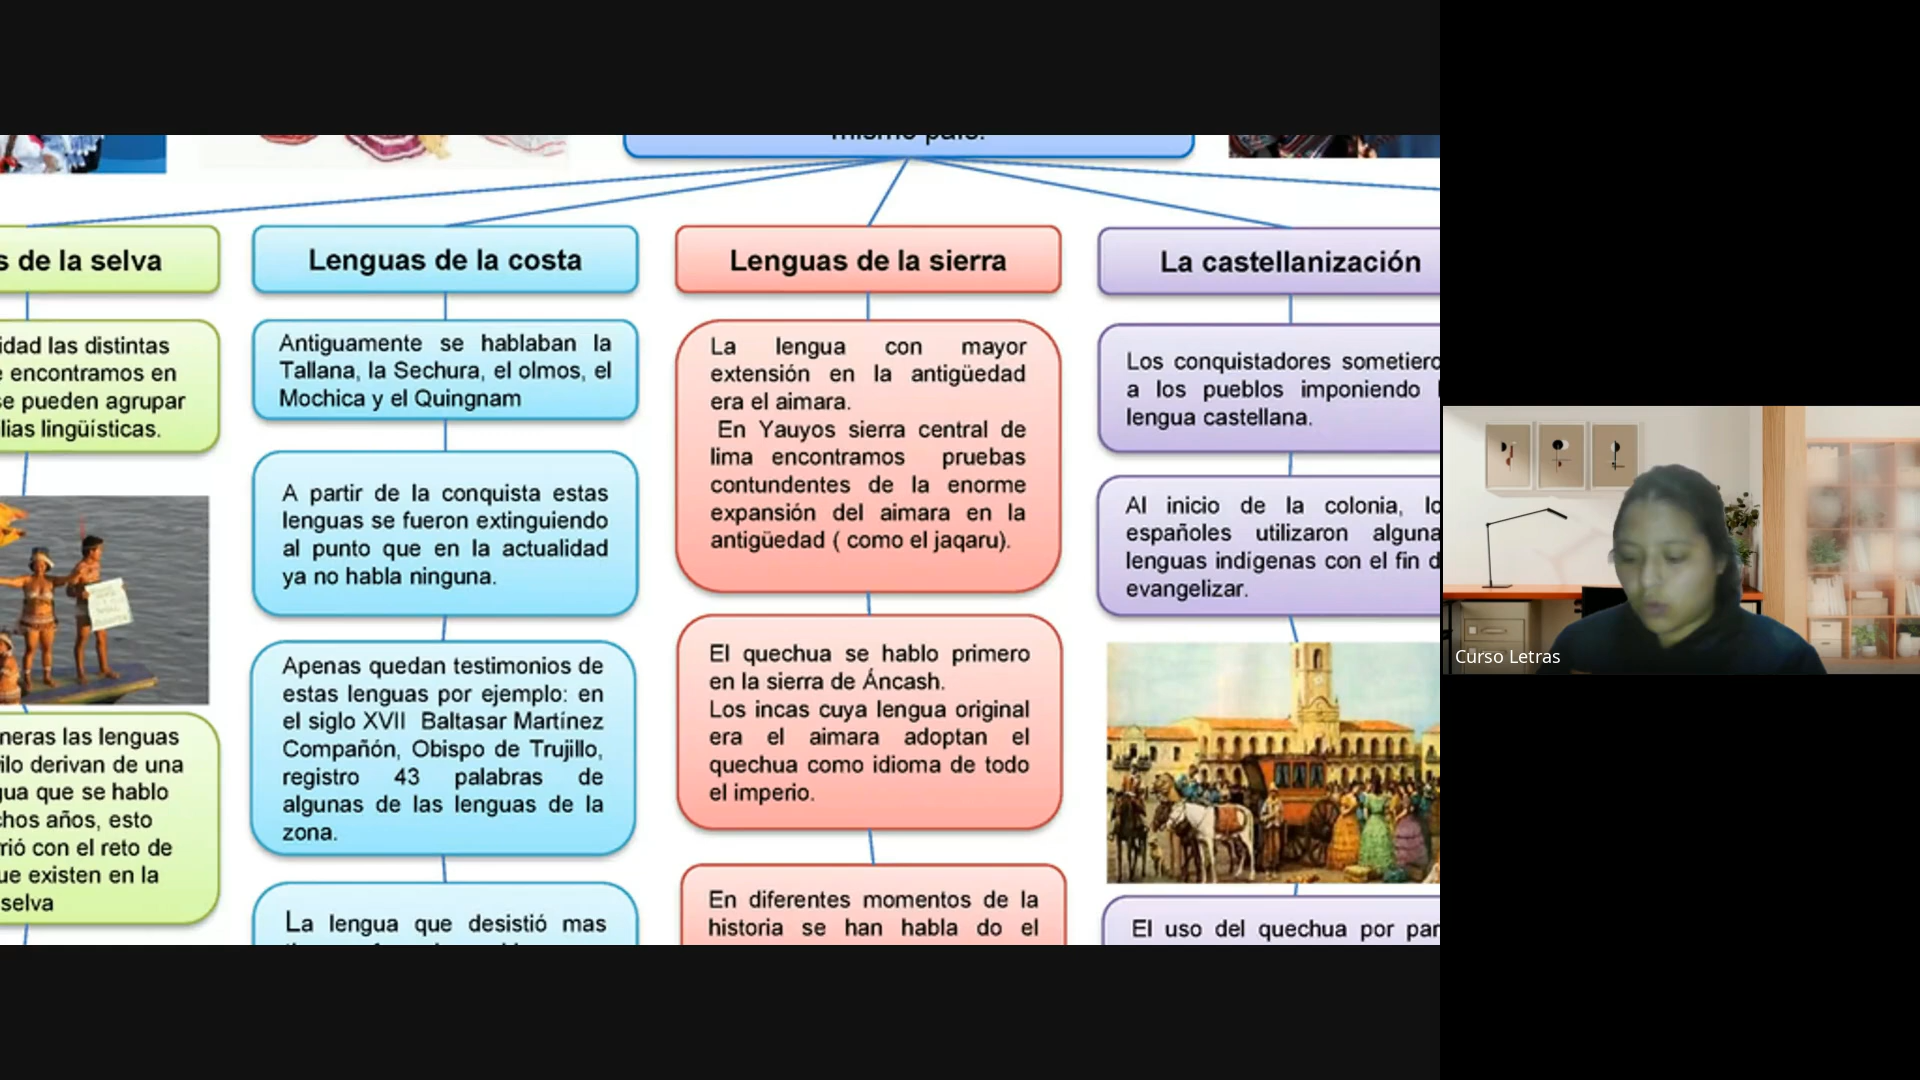 mismo país.
s de la selva
idad las distintas
e encontramos en
se pueden agrupar
lias lingüísticas.
neras las lenguas
ilo derivan de una
gua que se hablo
chos años, esto
rrió con el reto de
ue existen en la
selva
Lenguas de la costa
Antiguamente se hablaban la
Tallana, la Sechura, el olmos, el
Mochica y el Quingnam
A partir de la conquista estas
lenguas se fueron extinguiendo
al punto que en la actualidad
ya no habla ninguna.
Apenas quedan testimonios de
estas lenguas por ejemplo: en
el siglo XVII Baltasar Martínez
Compañón, Obispo de Trujillo,
registro 43 palabras de
algunas de las lenguas de la
zona.
La lengua que desistió mas
Lenguas de la sierra
La lengua con mayor
extensión en la antigüedad
era el aimara.
En Yauyos sierra central de
lima encontramos pruebas
contundentes de la enorme
expansión del aimara en la
antigüedad ( como el jaqaru).
El quechua se hablo primero
en la sierra de Áncash.
Los incas cuya lengua original
era el aimara adoptan el
quechua como idioma de todo
el imperio.
En diferentes momentos de la
historia se han habla do el
La castellanización
Los conquistadores sometiero
a los pueblos imponiendo l
lengua castellana.
Al inicio de la colonia, lo
españoles utilizaron alguna
lenguas indígenas con el fin d
evangelizar.
El uso del quechua por par
Curso Letras